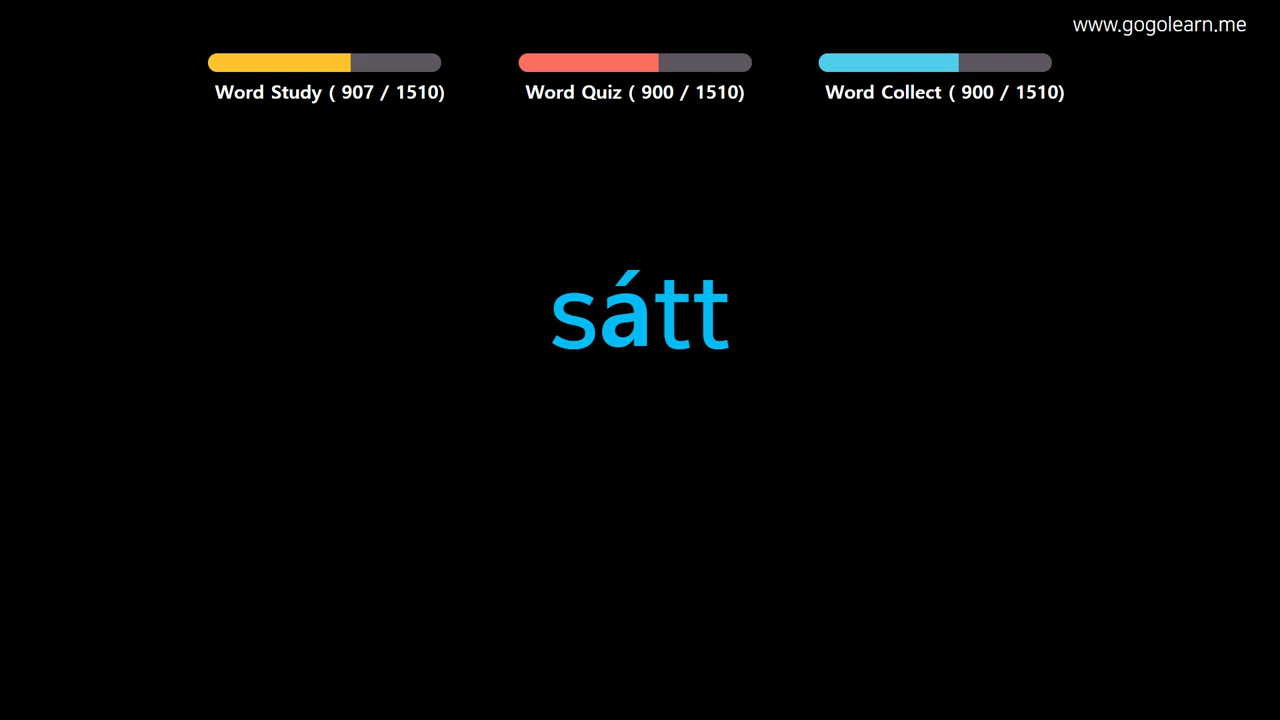 www.gogolearn.me
Word Study ( 907 / 1510)
Word Quiz ( 900 / 1510)
Word Collect ( 900 / 1510)
sátt